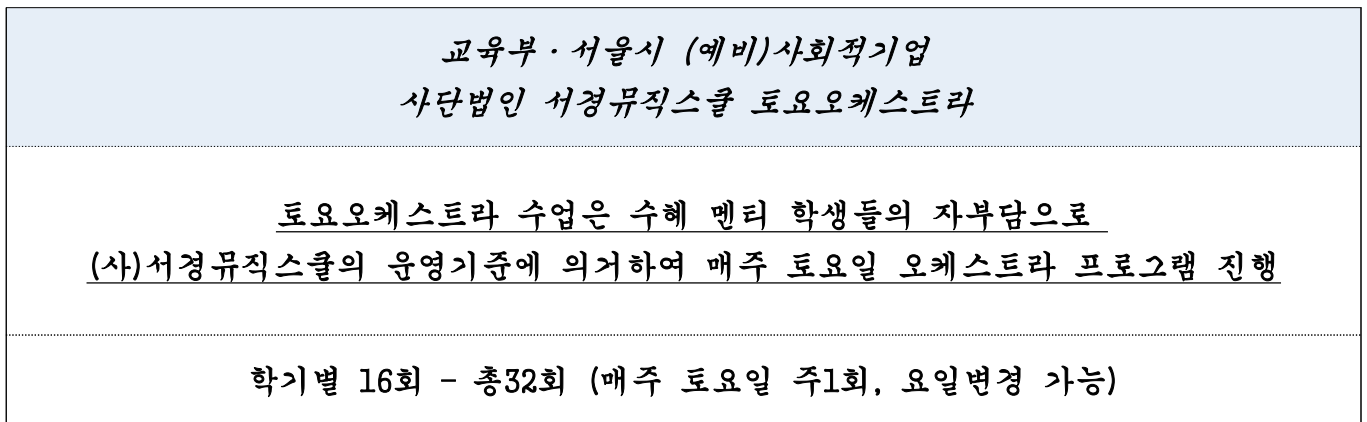 교육부·서울시 (예비)사회적기업
사단법인 서경뮤직스쿨 토요오케스트라
토요오케스트라 수업은 수혜 멘티 학생들의 자부담으로
(사)서경뮤직스쿨의 운영기준에 의거하여 매주 토요일 오케스트라 프로그램 진행
학기별 16회 - 총32회 (매주 토요일 주1회, 요일변경 가능)